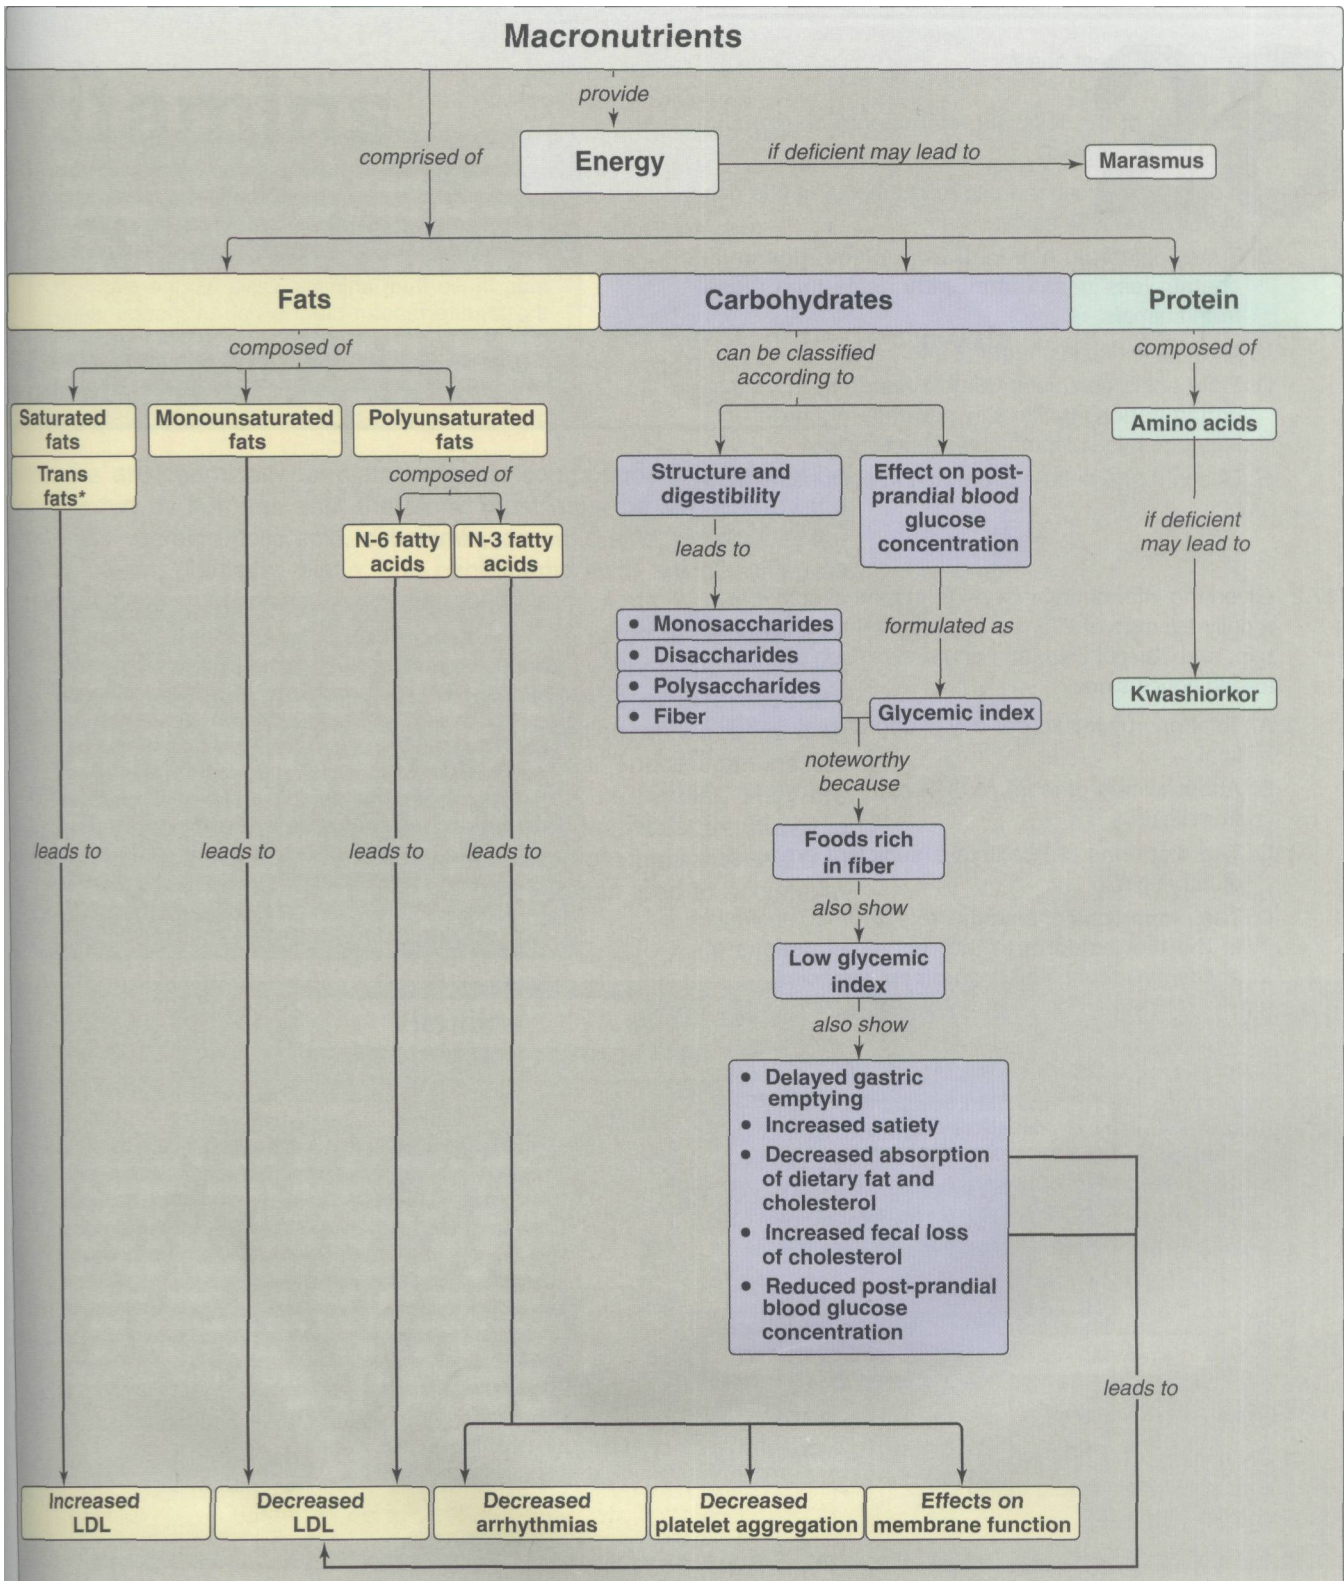 Macronutrients
provide
comprised of
Energy
if deficient may lead to
Marasmus
Fats
Carbohydrates
Protein
composed of
can be classified
according to
composed of
Saturated
fats
Monounsaturated
fats
Polyunsaturated
fats
Trans
fats*
composed of
N-6 fatty
acids
N-3 fatty
acids
Structure and
digestibility
Effect on post-
prandial blood
glucose
concentration
Amino acids
leads to
if deficient
may lead to
• Monosaccharides
• Disaccharides
• Polysaccharides
• Fiber
formulated as
Glycemic index
Kwashiorkor
noteworthy
because
Foods rich
in fiber
leads to
leads to
leads to
leads to
also show
Low glycemic
index
also show
• Delayed gastric
emptying
• Increased satiety
• Decreased absorption
of dietary fat and
cholesterol
• Increased fecal loss
of cholesterol
• Reduced post-prandial
blood glucose
concentration
leads to
Increased
LDL
Decreased
LDL
Decreased
arrhythmias
Decreased
platelet aggregation
Effects on
membrane function